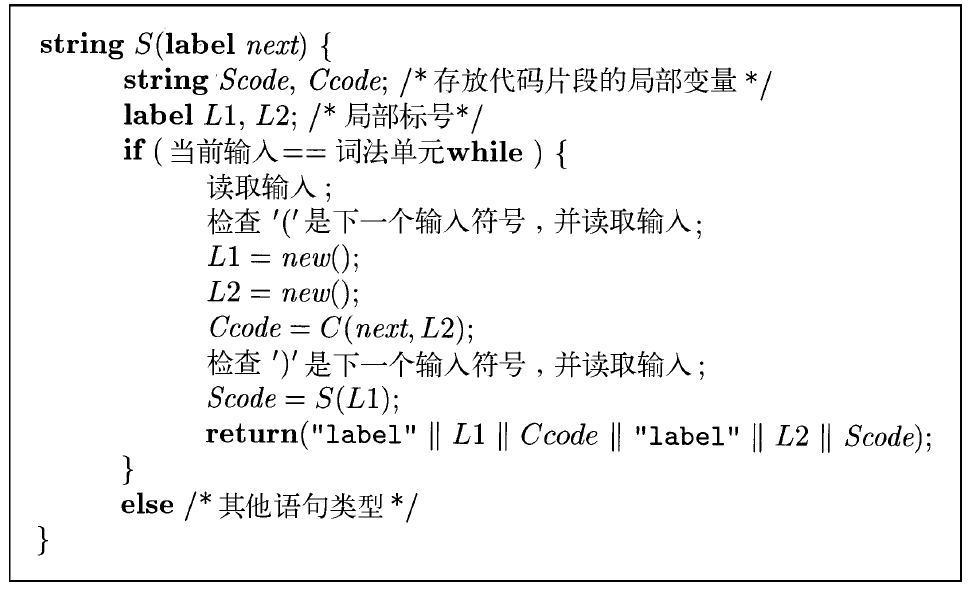 string S(label next) {
string Scode, Ccode; /* 存放代码片段的局部变量 */
label L1, L2; /* 局部标号*/
if ( 当前输入== 词法单元while ) {
读取输入 ;
检查 '(' 是下一个输入符号 , 并读取输入;
L1 = new();
L2 = new();
Ccode = C(next, L2);
检查 ')' 是下一个输入符号 , 并读取输入 ;
Scode = S(L1);
return("label" ‖ L1 ‖ Ccode ‖ "label" ‖ L2 ‖ Scode);
}
else /* 其他语句类型 */
}